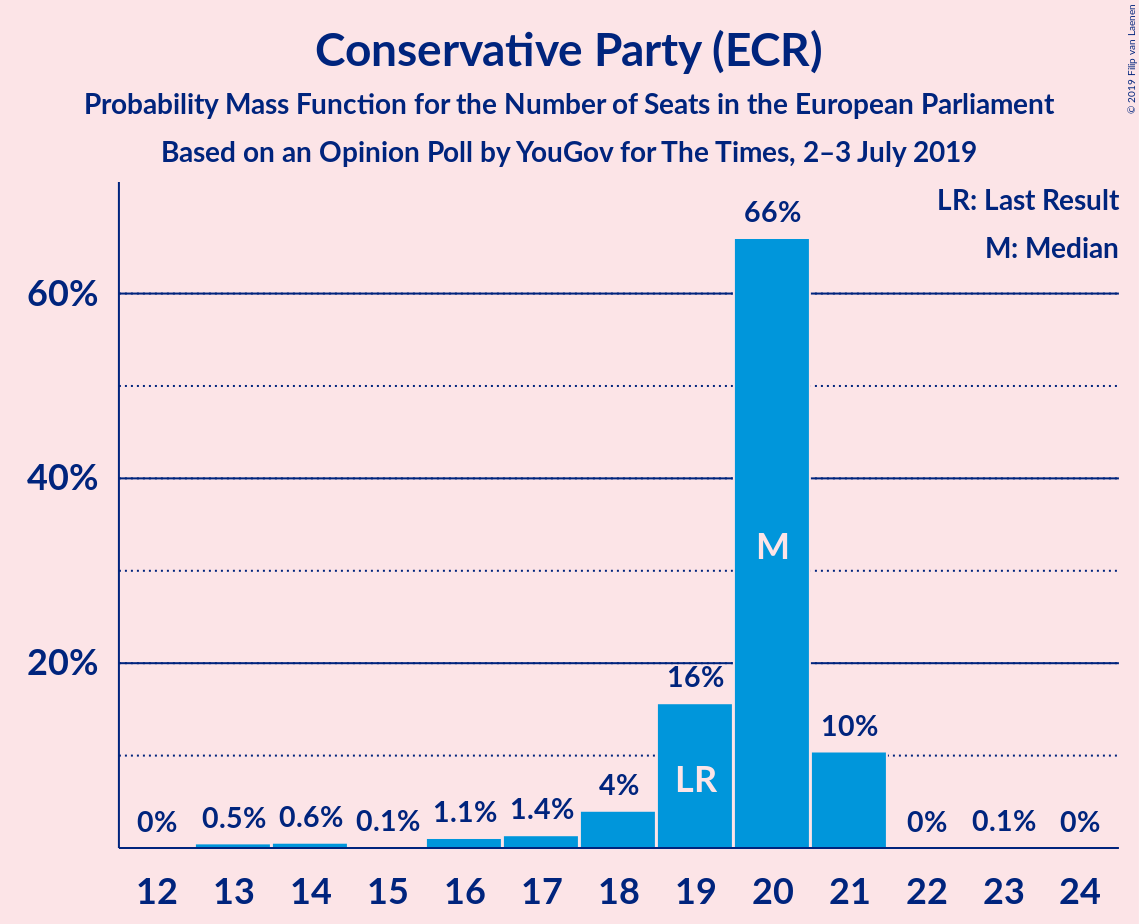 Conservative Party (ECR)
Probability Mass Function for the Number of Seats in the European Parliament
Based on an Opinion Poll by YouGov for The Times, 2–3 July 2019
© 2019 Filip van Laenen
LR: Last Result
M: Median
60%
40%
20%
0%
0.5%
0.6%
0.1%
1.1%
1.4%
4%
16%
66%
10%
0%
0.1%
0%
LR
M
12 13 14 15 16 17 18 19 20 21 22 23 24